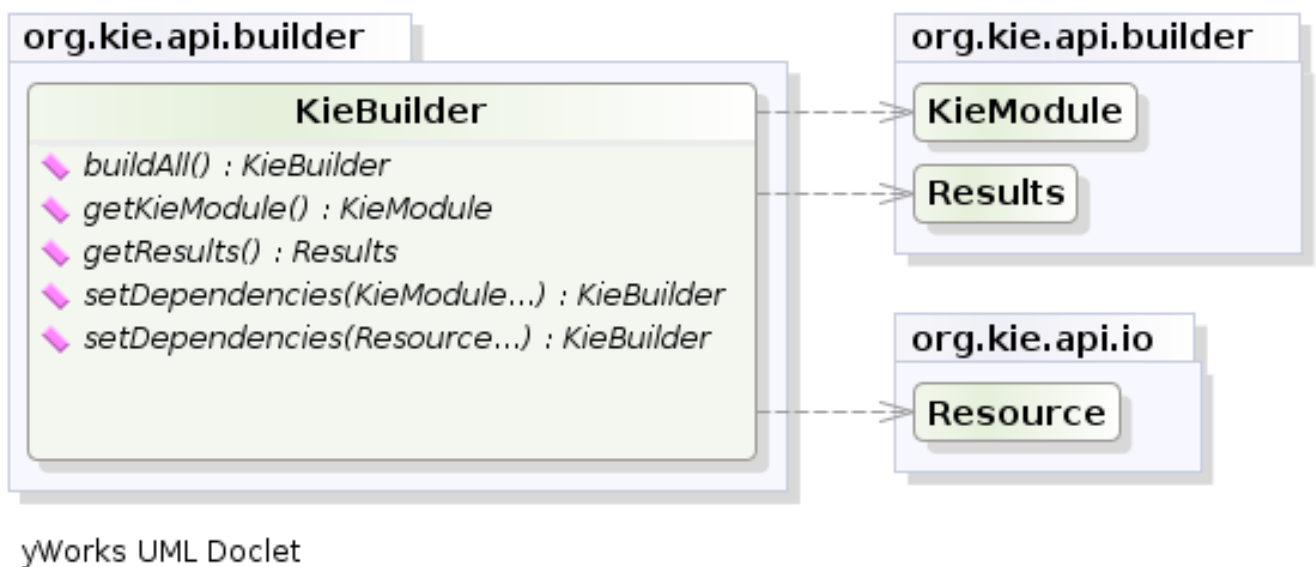 org.kie.api.builder
KieBuilder
buildAll() : KieBuilder
getKieModule() : KieModule
getResults() : Results
setDependencies(KieModule...) : KieBuilder
setDependencies(Resource...) : KieBuilder
org.kie.api.builder
KieModule
Results
org.kie.api.io
Resource
yWorks UML Doclet